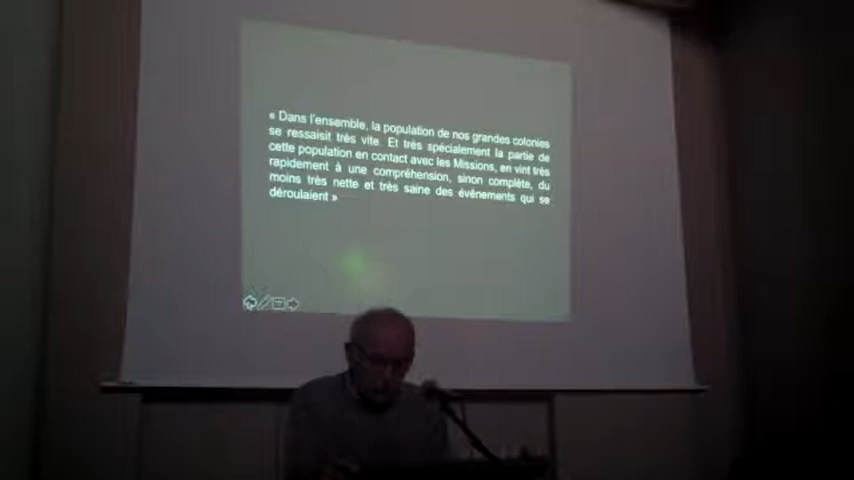 « Dans l'ensemble, la population de nos grandes colonies
se ressaisit très vite. Et très spécialement la partie de
cette population en contact avec les Missions, en vint très
rapidement à une compréhension, sinon complète, du
moins très nette et très saine des événements qui se
déroulaient »